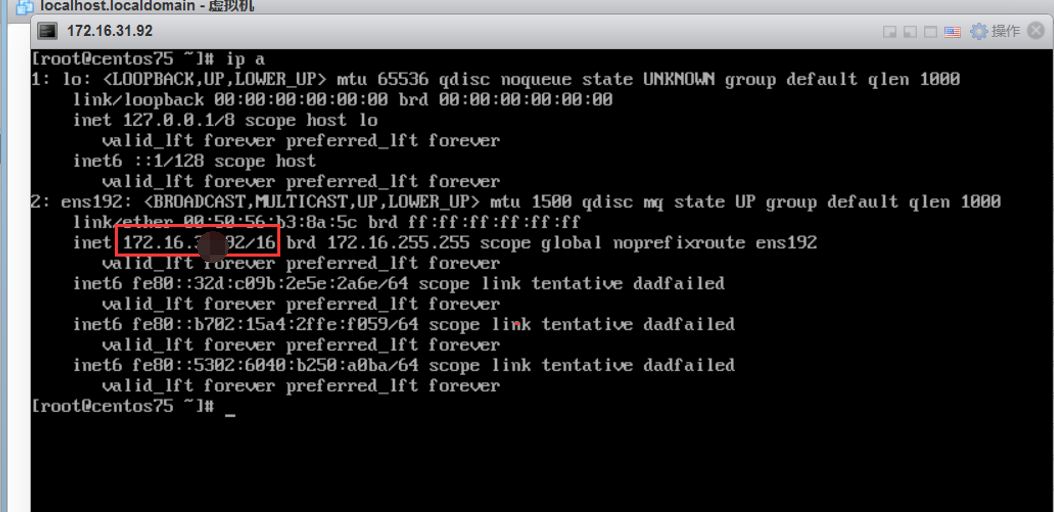 localhost.localdomain - 虚拟机
172.16.31.92 操作
[root@centos75 ~]# ip a
1: lo: <LOOPBACK,UP,LOWER_UP> mtu 65536 qdisc noqueue state UNKNOWN group default qlen 1000
link/loopback 00:00:00:00:00:00 brd 00:00:00:00:00:00
inet 127.0.0.1/8 scope host lo
valid_lft forever preferred_lft forever
inet6 ::1/128 scope host
valid_lft forever preferred_lft forever
2: ens192: <BROADCAST,MULTICAST,UP,LOWER_UP> mtu 1500 qdisc mq state UP group default qlen 1000
link/ether 00:50:56:b3:8a:5c brd ff:ff:ff:ff:ff:ff
inet 172.16.3 92/16 brd 172.16.255.255 scope global noprefixroute ens192
valid_lft forever preferred_lft forever
inet6 fe80::32d:c09b:2e5e:2a6e/64 scope link tentative dadfailed
valid_lft forever preferred_lft forever
inet6 fe80::b702:15a4:2ffe:f059/64 scope link tentative dadfailed
valid_lft forever preferred_lft forever
inet6 fe80::5302:6040:b250:a0ba/64 scope link tentative dadfailed
valid_lft forever preferred_lft forever
[root@centos75 ~]# _